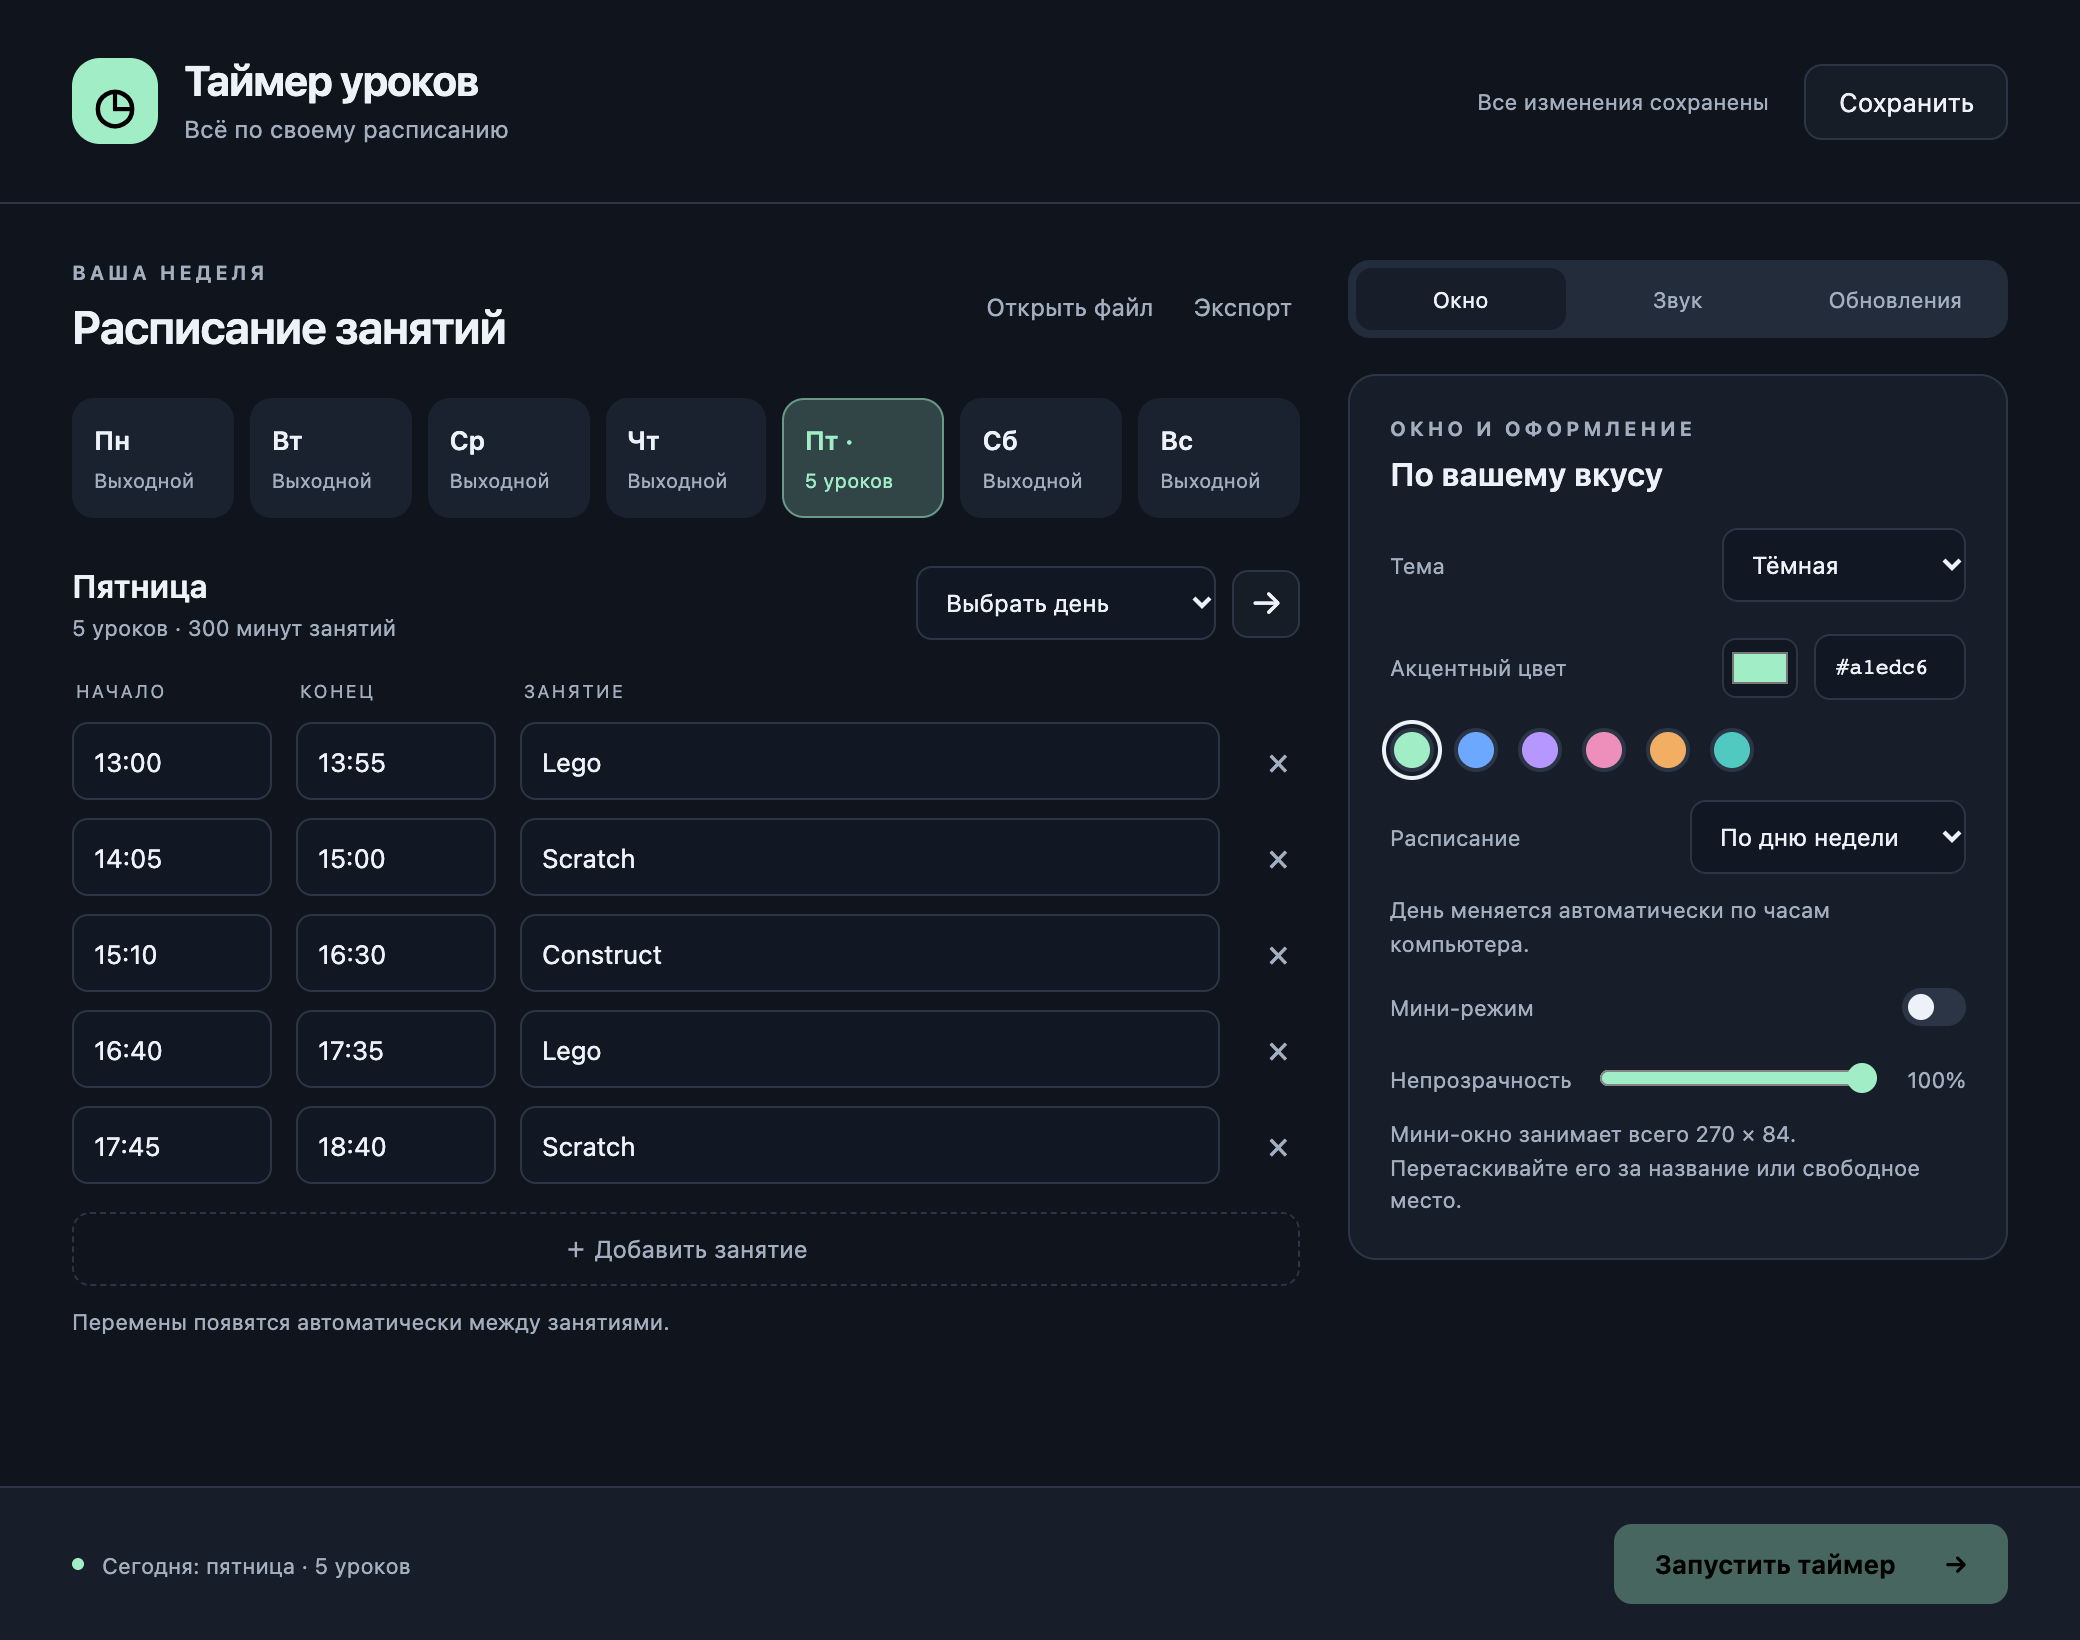 Таймер уроков
Всё по своему расписанию
Все изменения сохранены
Сохранить
ВАША НЕДЕЛЯ
Расписание занятий
Открыть файл
Экспорт
Пн
Выходной
Вт
Выходной
Ср
Выходной
Чт
Выходной
Пт ·
5 уроков
Сб
Выходной
Вс
Выходной
Пятница
5 уроков · 300 минут занятий
Выбрать день
→
НАЧАЛО КОНЕЦ ЗАНЯТИЕ
13:00 13:55 Lego ×
14:05 15:00 Scratch ×
15:10 16:30 Construct ×
16:40 17:35 Lego ×
17:45 18:40 Scratch ×
+ Добавить занятие
Перемены появятся автоматически между занятиями.
Окно
Звук
Обновления
ОКНО И ОФОРМЛЕНИЕ
По вашему вкусу
Тема
Тёмная
Акцентный цвет
#a1edc6
Расписание
По дню недели
День меняется автоматически по часам
компьютера.
Мини-режим
Непрозрачность
100%
Мини-окно занимает всего 270 × 84.
Перетаскивайте его за название или свободное
место.
Сегодня: пятница · 5 уроков
Запустить таймер →